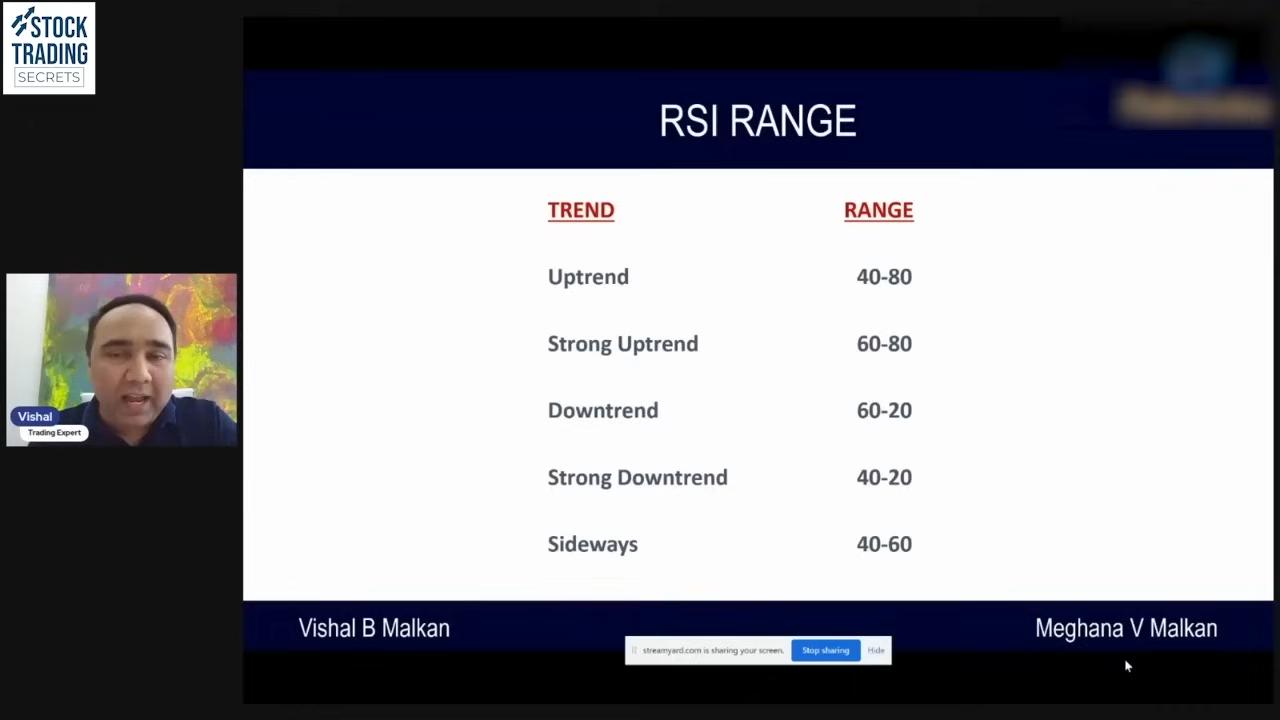 STOCK
TRADING
SECRETS
RSI RANGE
TREND RANGE
Uptrend 40-80
Strong Uptrend 60-80
Downtrend 60-20
Strong Downtrend 40-20
Sideways 40-60
Vishal
Trading Expert
Vishal B Malkan
Meghana V Malkan
streamyard.com is sharing your screen. Stop sharing Hide